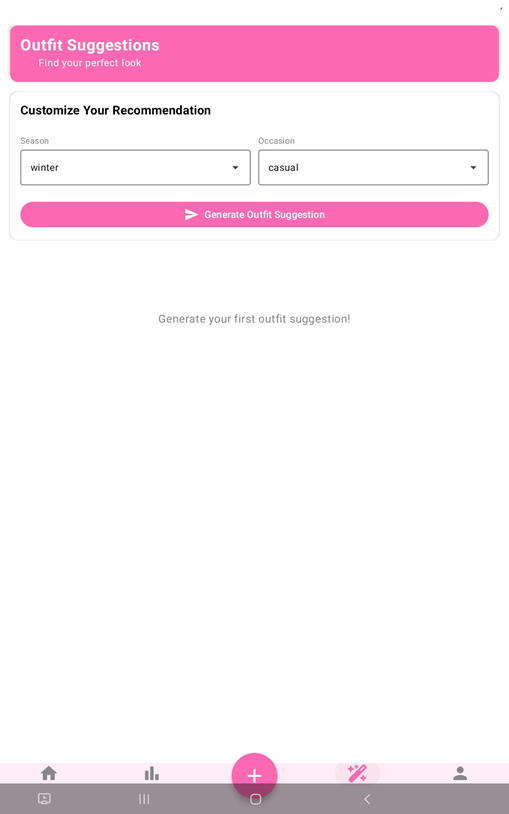 Outfit Suggestions
Find your perfect look
Customize Your Recommendation
Season
Occasion
winter
casual
Generate Outfit Suggestion
Generate your first outfit suggestion!